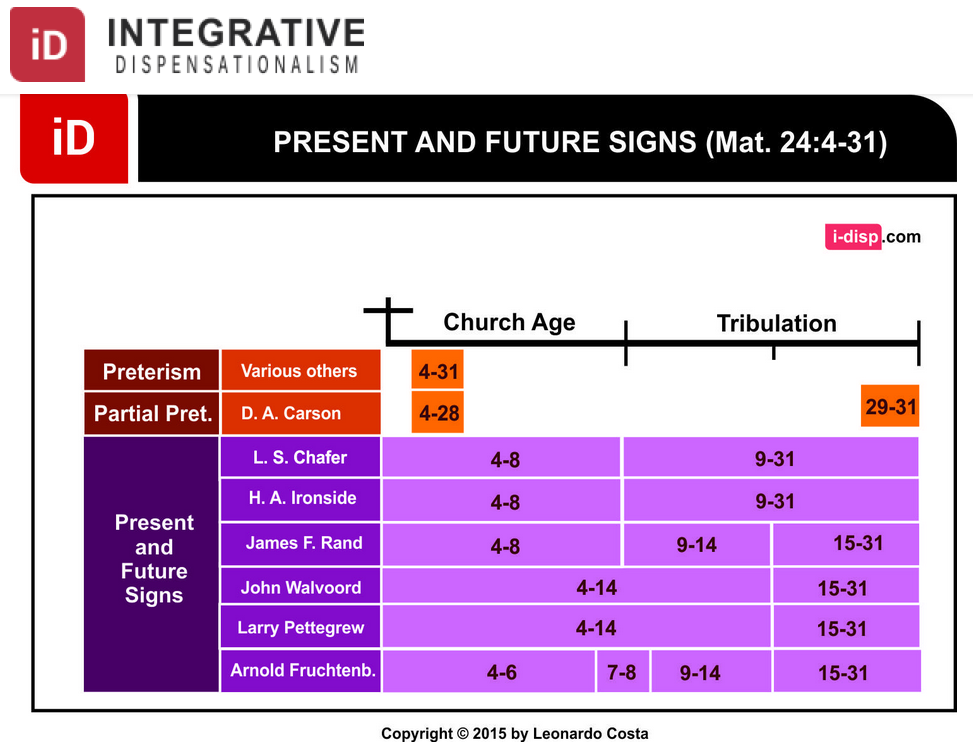 iD INTEGRATIVE
DISPENSATIONALISM
iD PRESENT AND FUTURE SIGNS (Mat. 24:4-31)
i-disp.com
Church Age Tribulation
Preterism Various others 4-31
Partial Pret. D. A. Carson 4-28 29-31
Present
and
Future
Signs
L. S. Chafer 4-8 9-31
H. A. Ironside 4-8 9-31
James F. Rand 4-8 9-14 15-31
John Walvoord 4-14 15-31
Larry Pettegrew 4-14 15-31
Arnold Fruchtenb. 4-6 7-8 9-14 15-31
Copyright © 2015 by Leonardo Costa